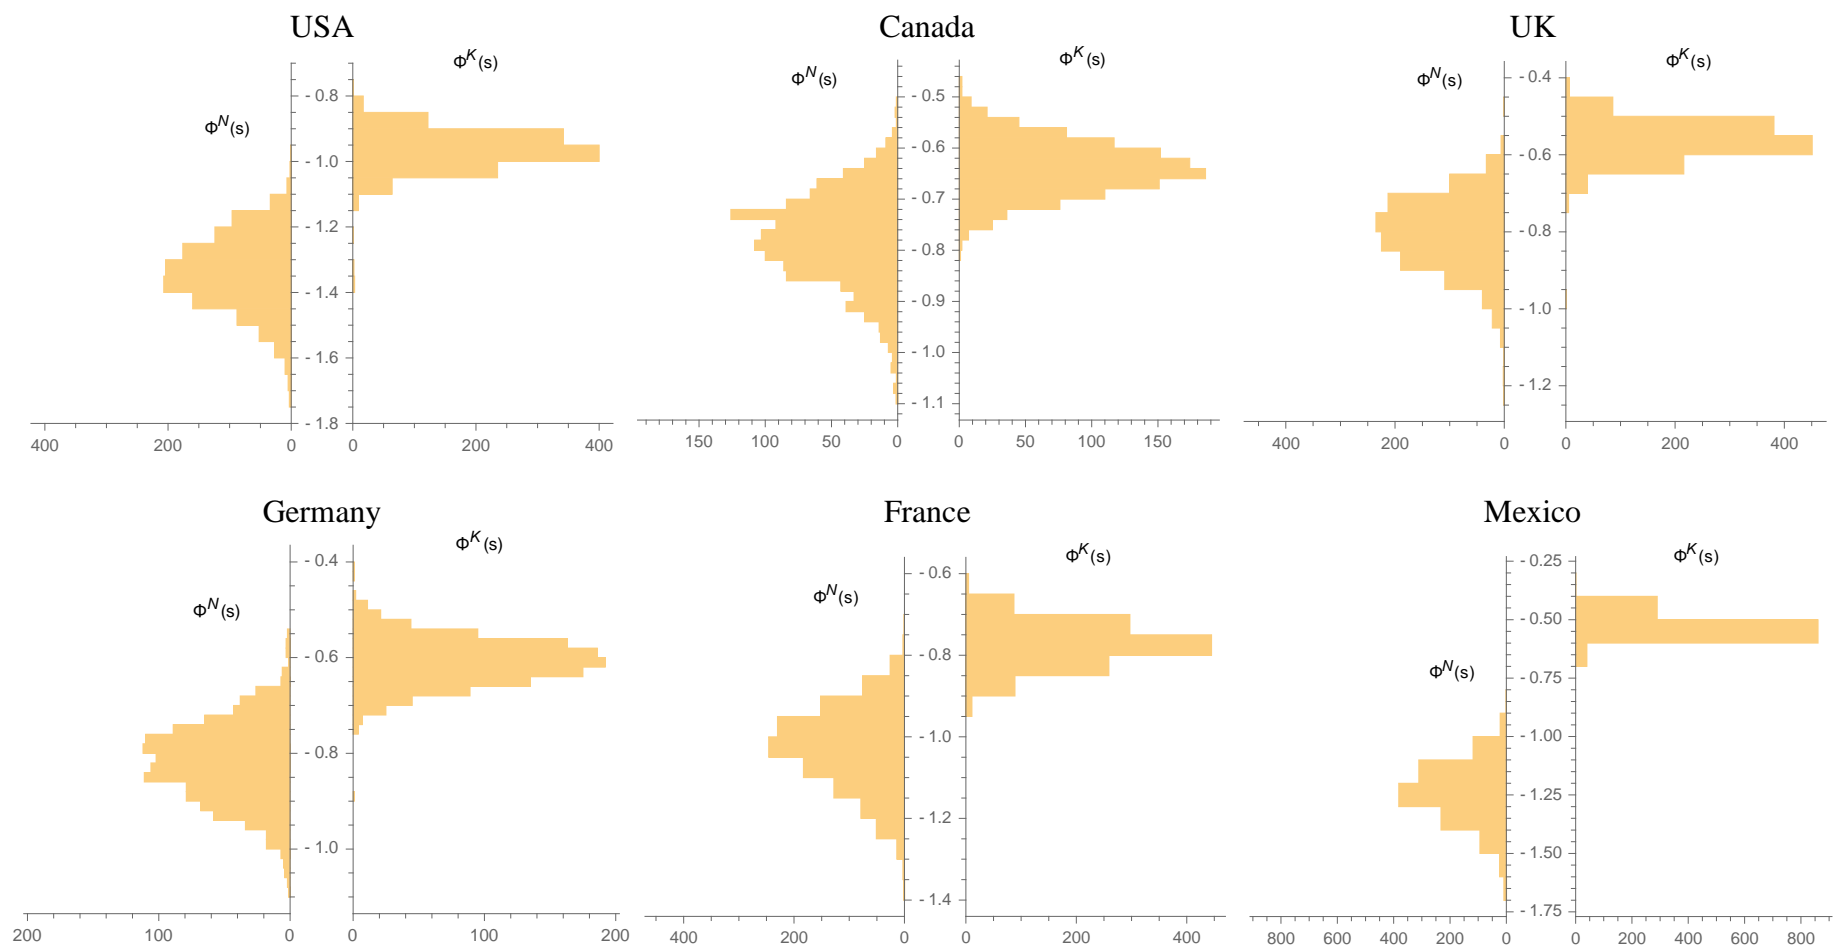 USA
Φ^N(s)
Φ^K(s)
- 0.8
- 1.0
- 1.2
- 1.4
- 1.6
- 1.8
400 200 0
0 200 400
Canada
Φ^N(s)
Φ^K(s)
- 0.5
- 0.6
- 0.7
- 0.8
- 0.9
- 1.0
- 1.1
150 100 50 0
0 50 100 150
UK
Φ^N(s)
Φ^K(s)
- 0.4
- 0.6
- 0.8
- 1.0
- 1.2
400 200 0
0 200 400
Germany
Φ^N(s)
Φ^K(s)
- 0.4
- 0.6
- 0.8
- 1.0
200 100 0
0 100 200
France
Φ^N(s)
Φ^K(s)
- 0.6
- 0.8
- 1.0
- 1.2
- 1.4
400 200 0
0 200 400
Mexico
Φ^N(s)
Φ^K(s)
- 0.25
- 0.50
- 0.75
- 1.00
- 1.25
- 1.50
- 1.75
800 600 400 200 0
0 200 400 600 800